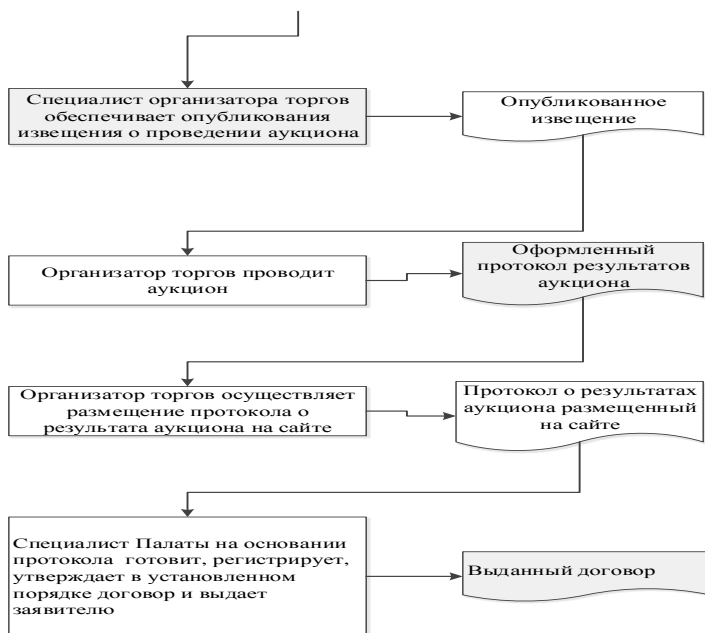 Специалист организатора торгов
обеспечивает опубликования
извещения о проведении аукциона
Опубликованное
извещение
Организатор торгов проводит
аукцион
Оформленный
протокол результатов
аукциона
Организатор торгов осуществляет
размещение протокола о
результата аукциона на сайте
Протокол о результатах
аукциона размещенный
на сайте
Специалист Палаты на основании
протокола готовит, регистрирует,
утверждает в установленном
порядке договор и выдает
заявителю
Выданный договор